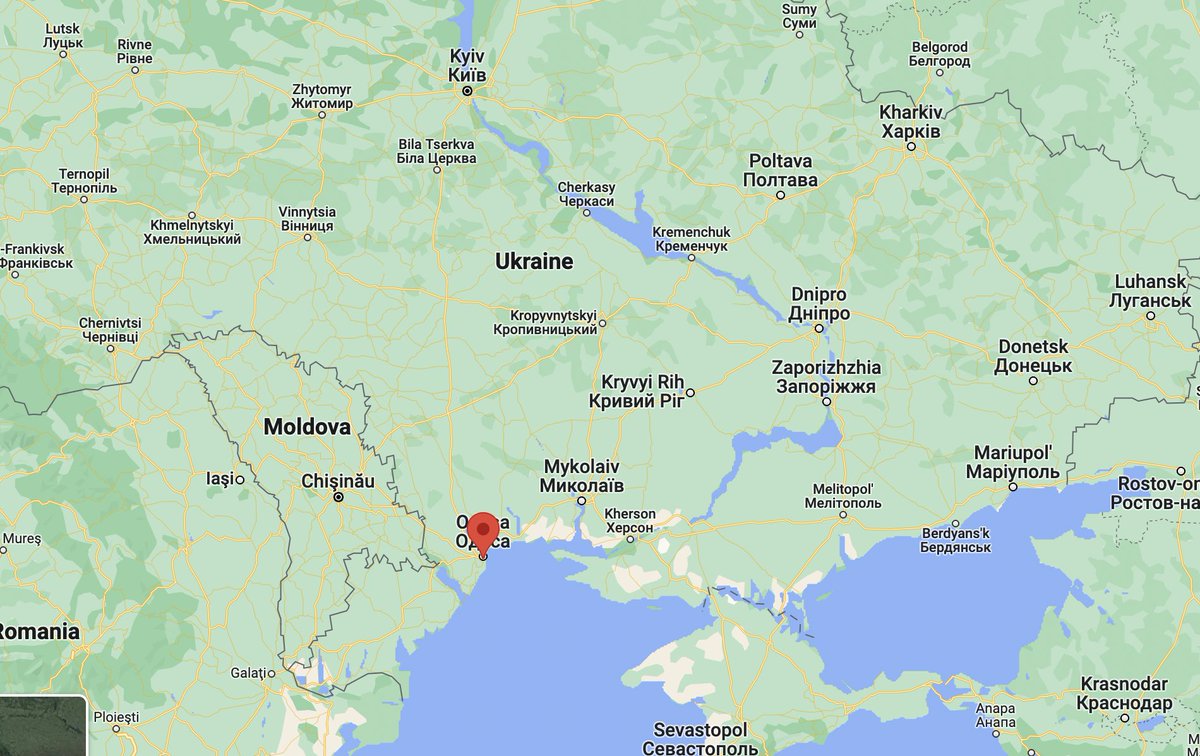 Lutsk
Луцьк
Rivne
Рівне
Kyiv
Київ
Sumy
Суми
Belgorod
Белгород
Zhytomyr
Житомир
Kharkiv
Харків
Bila Tserkva
Біла Церква
Poltava
Полтава
Ternopil
Тернопіль
Cherkasy
Черкаси
Khmelnytskyi
Хмельницький
Vinnytsia
Вінниця
Kremenchuk
Кременчук
-Frankivsk
Франківськ
Ukraine
Luhansk
Луганськ
Dnipro
Дніпро
Chernivtsi
Чернівці
Kropyvnytskyi
Кропивницький
Donetsk
Донецьк
Zaporizhzhia
Запоріжжя
Kryvyi Rih
Кривий Ріг
Moldova
Mariupol'
Маріуполь
Iaşi
Chişinău
Mykolaiv
Миколаїв
Melitopol'
Мелітополь
Rostov-or
Ростов-на
Kherson
Херсон
Berdyans'k
Бердянськ
Mureş
Romania
Galaţi
Krasnodar
Краснодар
Anapa
Анапа
Ploieşti
Sevastopol
Севастополь